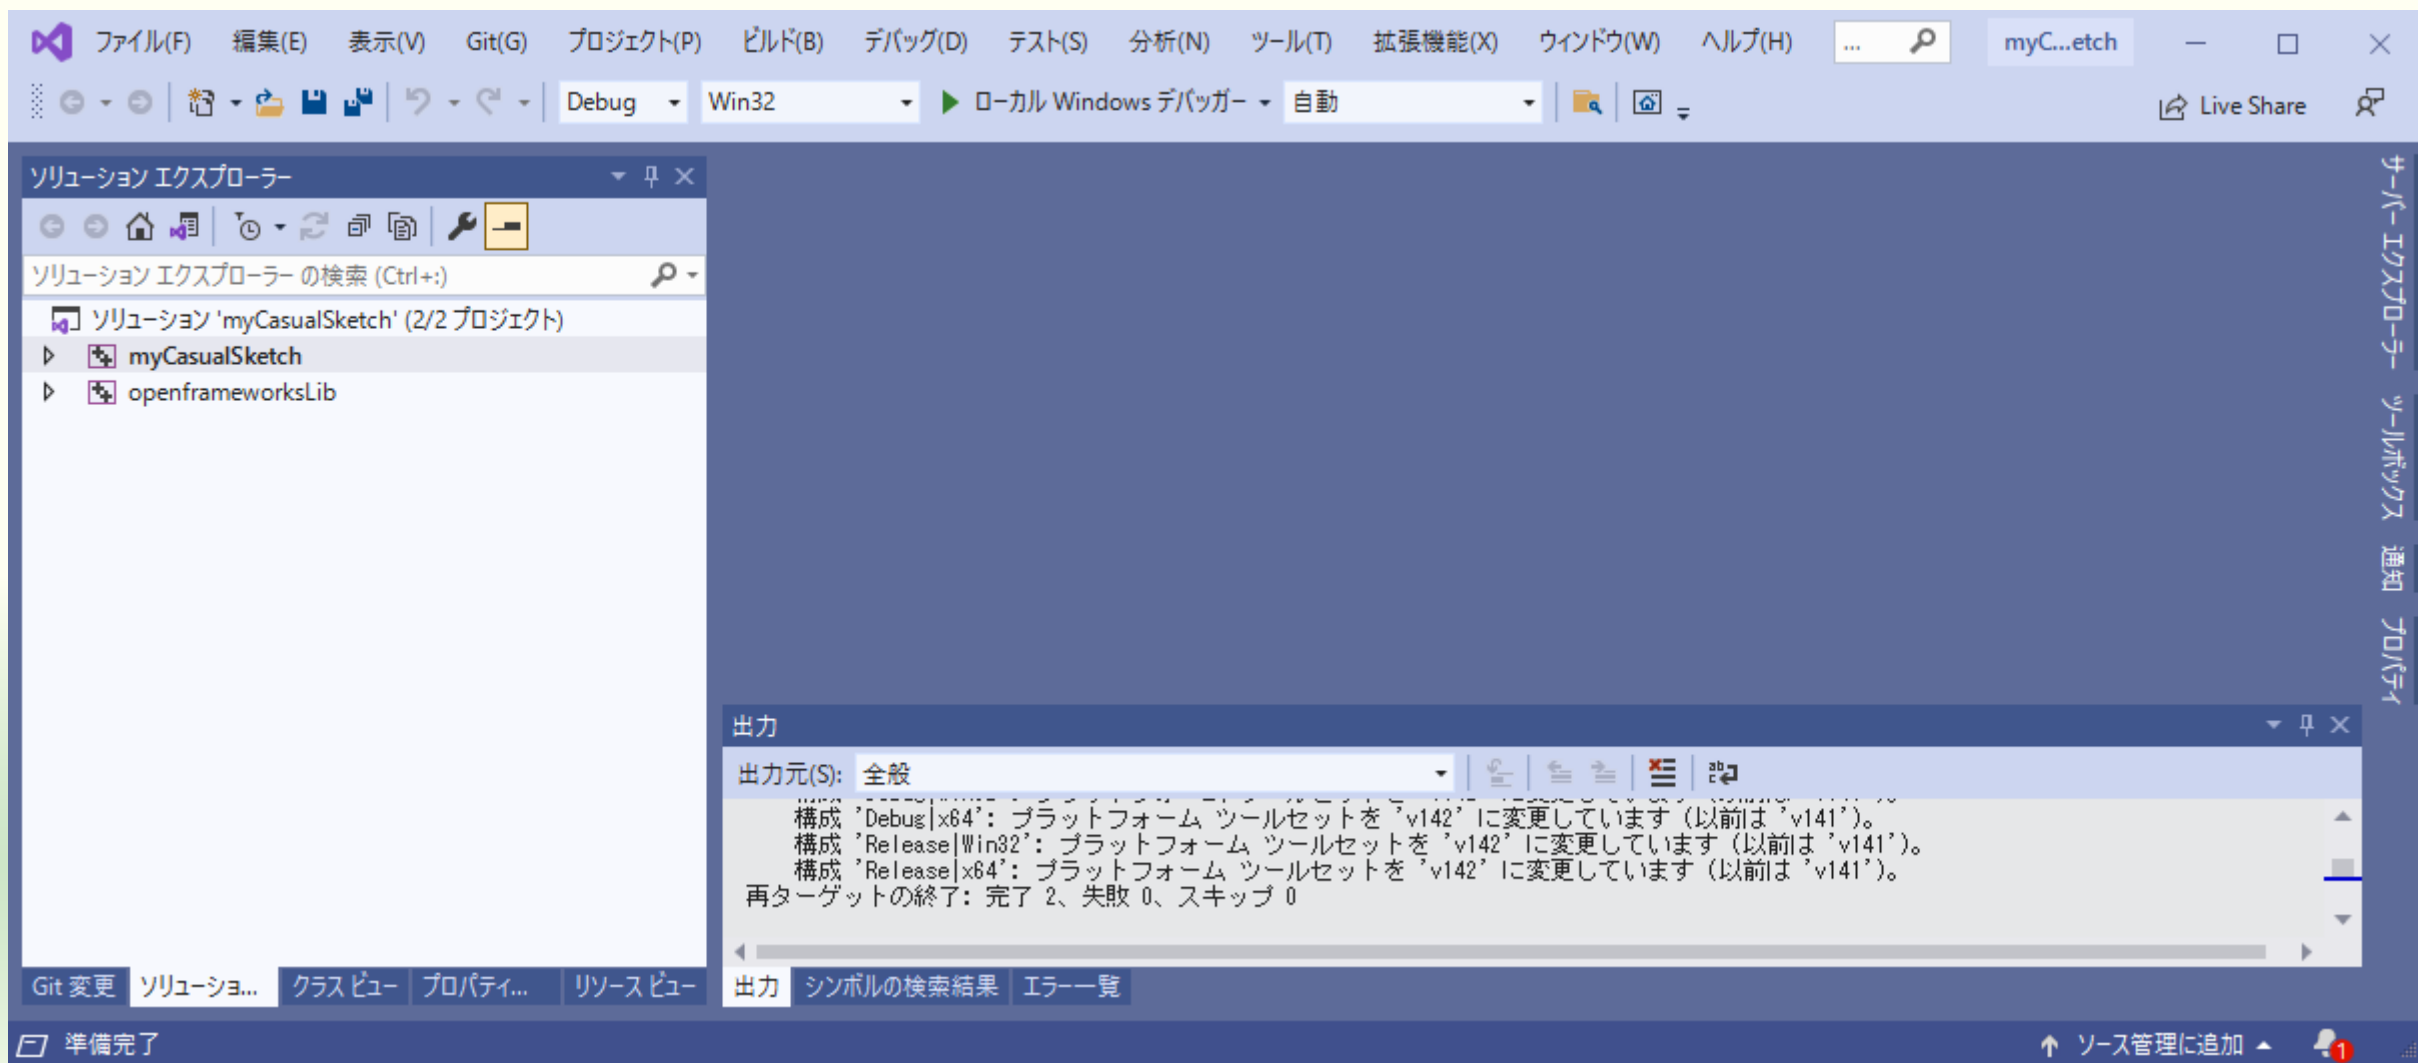 ファイル(F) 編集(E) 表示(V) Git(G) プロジェクト(P) ビルド(B) デバッグ(D) テスト(S) 分析(N) ツール(T) 拡張機能(X) ウィンドウ(W) ヘルプ(H) ... myC...etch
Debug Win32 ローカル Windows デバッガー 自動 Live Share
ソリューション エクスプローラー
ソリューション エクスプローラー の検索 (Ctrl+:)
ソリューション 'myCasualSketch' (2/2 プロジェクト)
myCasualSketch
openframeworksLib
Git 変更 ソリューショ... クラス ビュー プロパティ... リソース ビュー
出力
出力元(S): 全般
構成 'Debug|x64': プラットフォーム ツールセットを 'v142' に変更しています (以前は 'v141')。
構成 'Release|Win32': プラットフォーム ツールセットを 'v142' に変更しています (以前は 'v141')。
構成 'Release|x64': プラットフォーム ツールセットを 'v142' に変更しています (以前は 'v141')。
再ターゲットの終了: 完了 2、失敗 0、スキップ 0
出力 シンボルの検索結果 エラー一覧
サーバー エクスプローラー
ツールボックス
通知
プロパティ
準備完了
ソース管理に追加 1